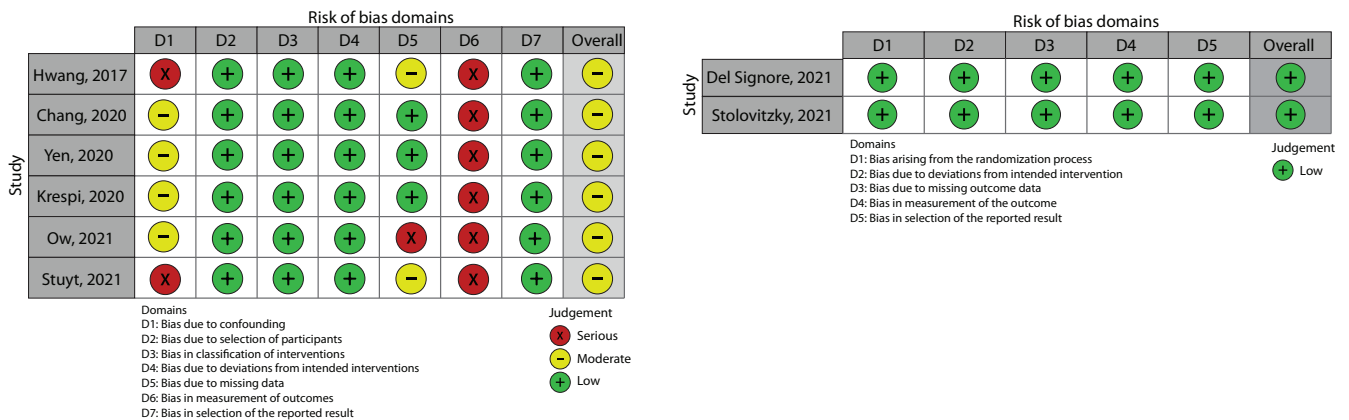 Risk of bias domains
D1 D2 D3 D4 D5 D6 D7 Overall
Study
Hwang, 2017 X + + + − X + −
Chang, 2020 − + + + + X + −
Yen, 2020 − + + + + X + −
Krespi, 2020 − + + + + X + −
Ow, 2021 − + + + X X + −
Stuyt, 2021 X + + + − X + −
Domains
D1: Bias due to confounding
D2: Bias due to selection of participants
D3: Bias in classification of interventions
D4: Bias due to deviations from intended interventions
D5: Bias due to missing data
D6: Bias in measurement of outcomes
D7: Bias in selection of the reported result
Judgement
X Serious
− Moderate
+ Low
Risk of bias domains
D1 D2 D3 D4 D5 Overall
Study
Del Signore, 2021 + + + + + +
Stolovitzky, 2021 + + + + + +
Domains
D1: Bias arising from the randomization process
D2: Bias due to deviations from intended intervention
D3: Bias due to missing outcome data
D4: Bias in measurement of the outcome
D5: Bias in selection of the reported result
Judgement
+ Low